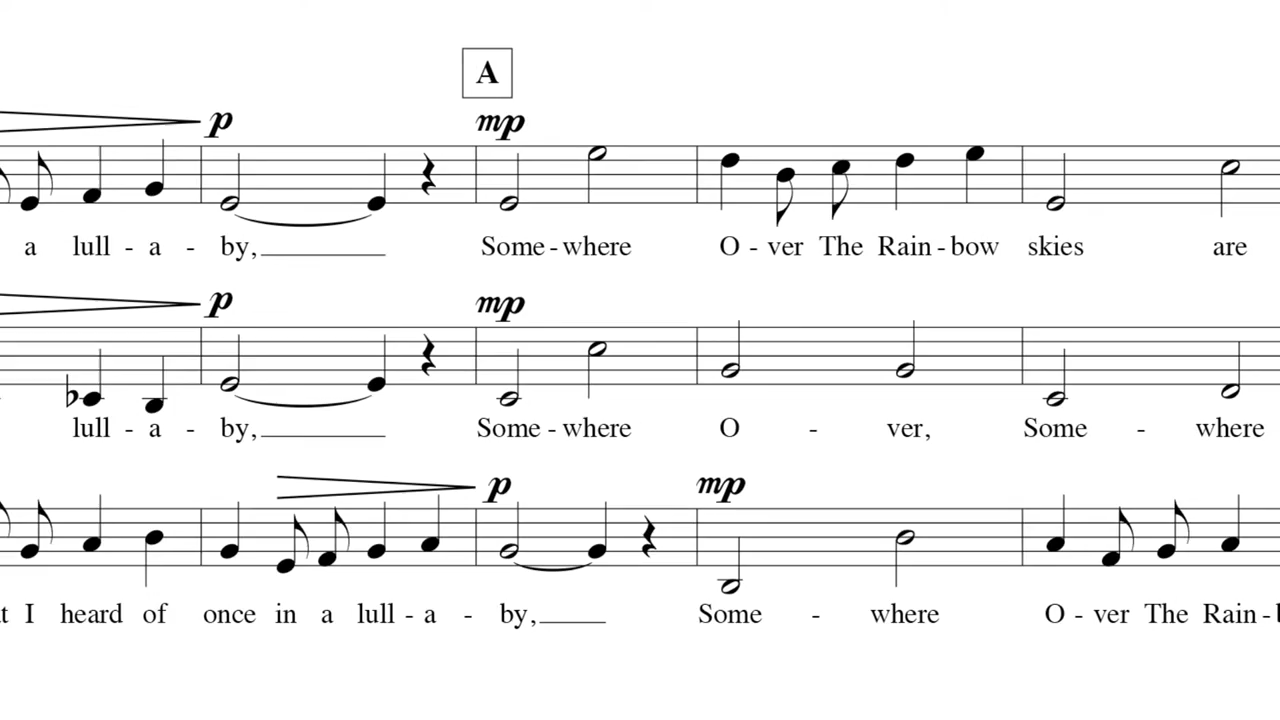 A
p mp
a lull - a - by, Some - where O - ver The Rain - bow skies are
p mp
lull - a - by, Some - where O - ver, Some - where
p mp
t I heard of once in a lull - a - by, Some - where O - ver The Rain -